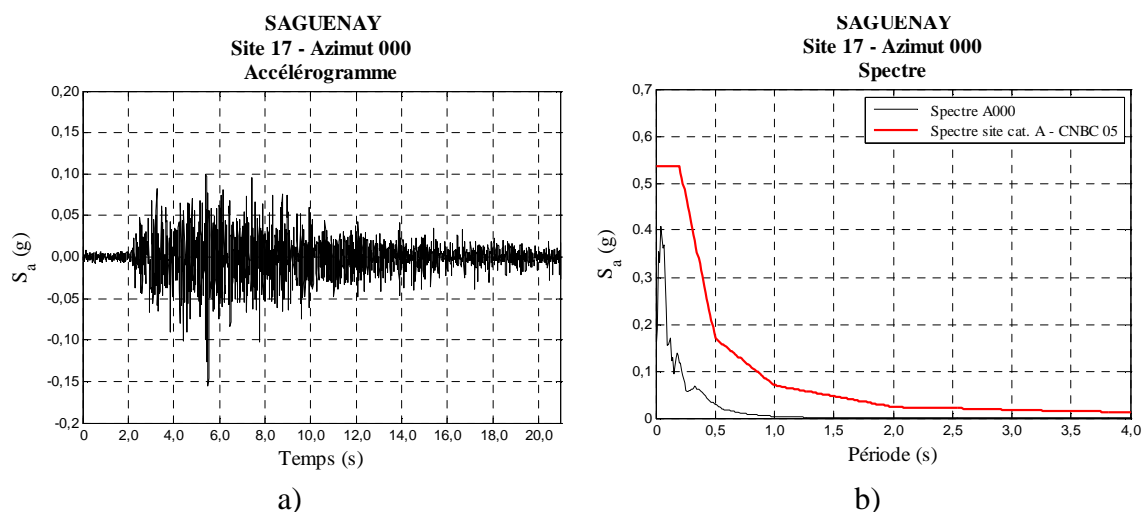 SAGUENAY
Site 17 - Azimut 000
Accélérogramme
0,20
0,15
0,10
0,05
0,00
-0,05
-0,10
-0,15
-0,2
S_a (g)
0 2,0 4,0 6,0 8,0 10,0 12,0 14,0 16,0 18,0 20,0
Temps (s)
a)
SAGUENAY
Site 17 - Azimut 000
Spectre
0,7
0,6
0,5
0,4
0,3
0,2
0,1
0
S_a (g)
Spectre A000
Spectre site cat. A - CNBC 05
0 0,5 1,0 1,5 2,0 2,5 3,0 3,5 4,0
Période (s)
b)